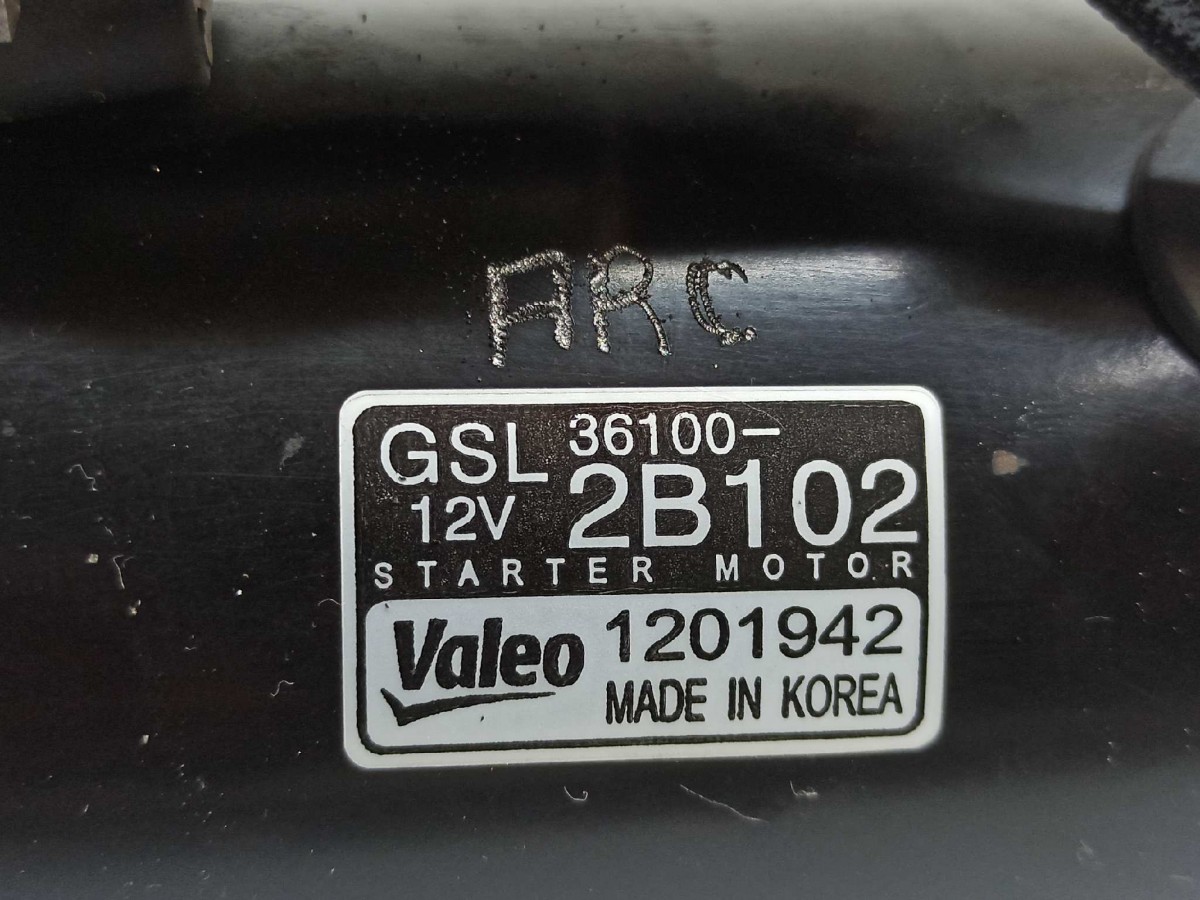 ARC
GSL 36100-
12V 2B102
STARTER MOTOR
Valeo 1201942
MADE IN KOREA